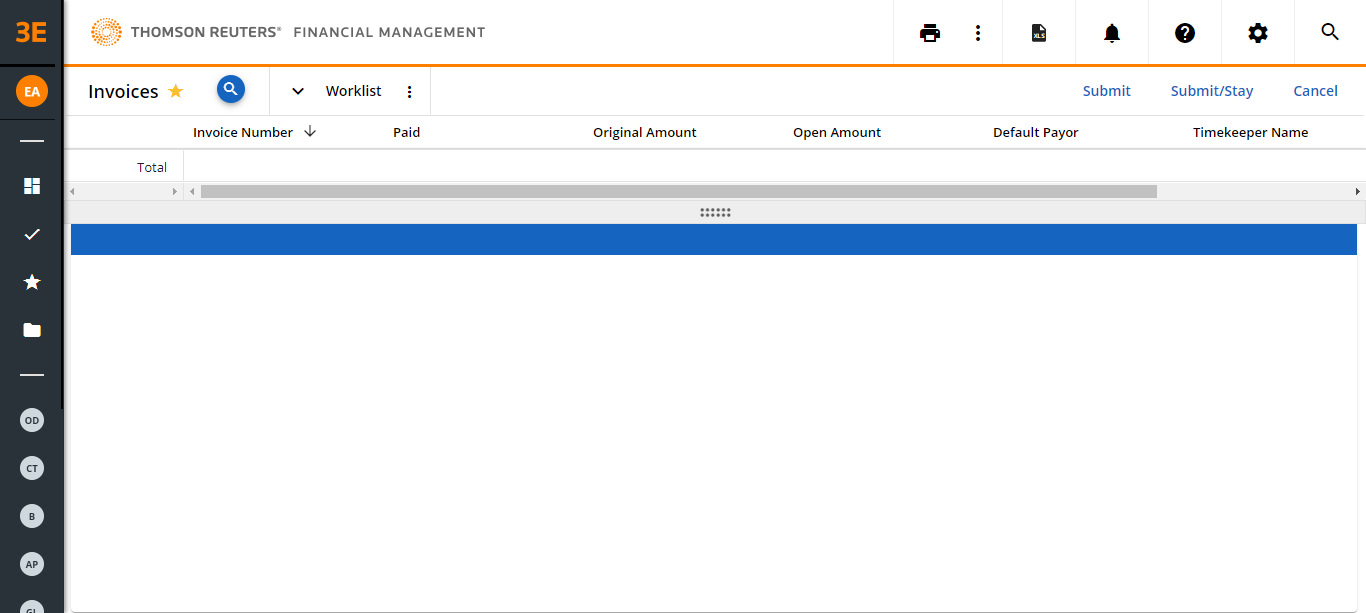 3E
THOMSON REUTERS® FINANCIAL MANAGEMENT
XLS
EA
Invoices
Worklist
Submit
Submit/Stay
Cancel
Invoice Number
Paid
Original Amount
Open Amount
Default Payor
Timekeeper Name
Total
OD
CT
B
AP
GL